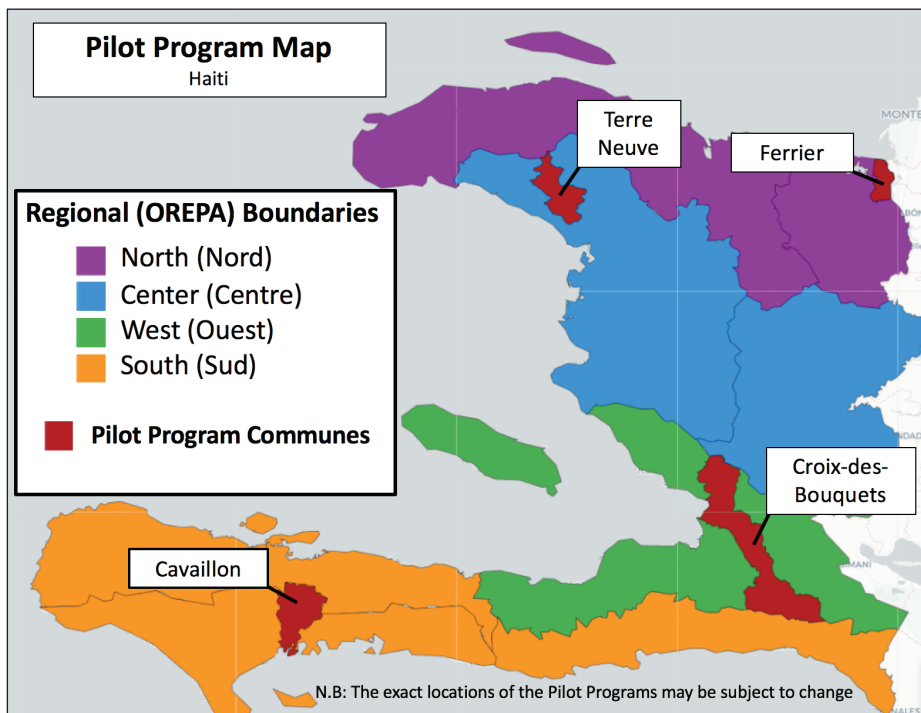 Pilot Program Map
Haiti
Terre
Neuve
MONTE
Ferrier
Regional (OREPA) Boundaries
North (Nord)
Center (Centre)
West (Ouest)
South (Sud)
Pilot Program Communes
Croix-des-
Bouquets
Cavaillon
N.B: The exact locations of the Pilot Programs may be subject to change